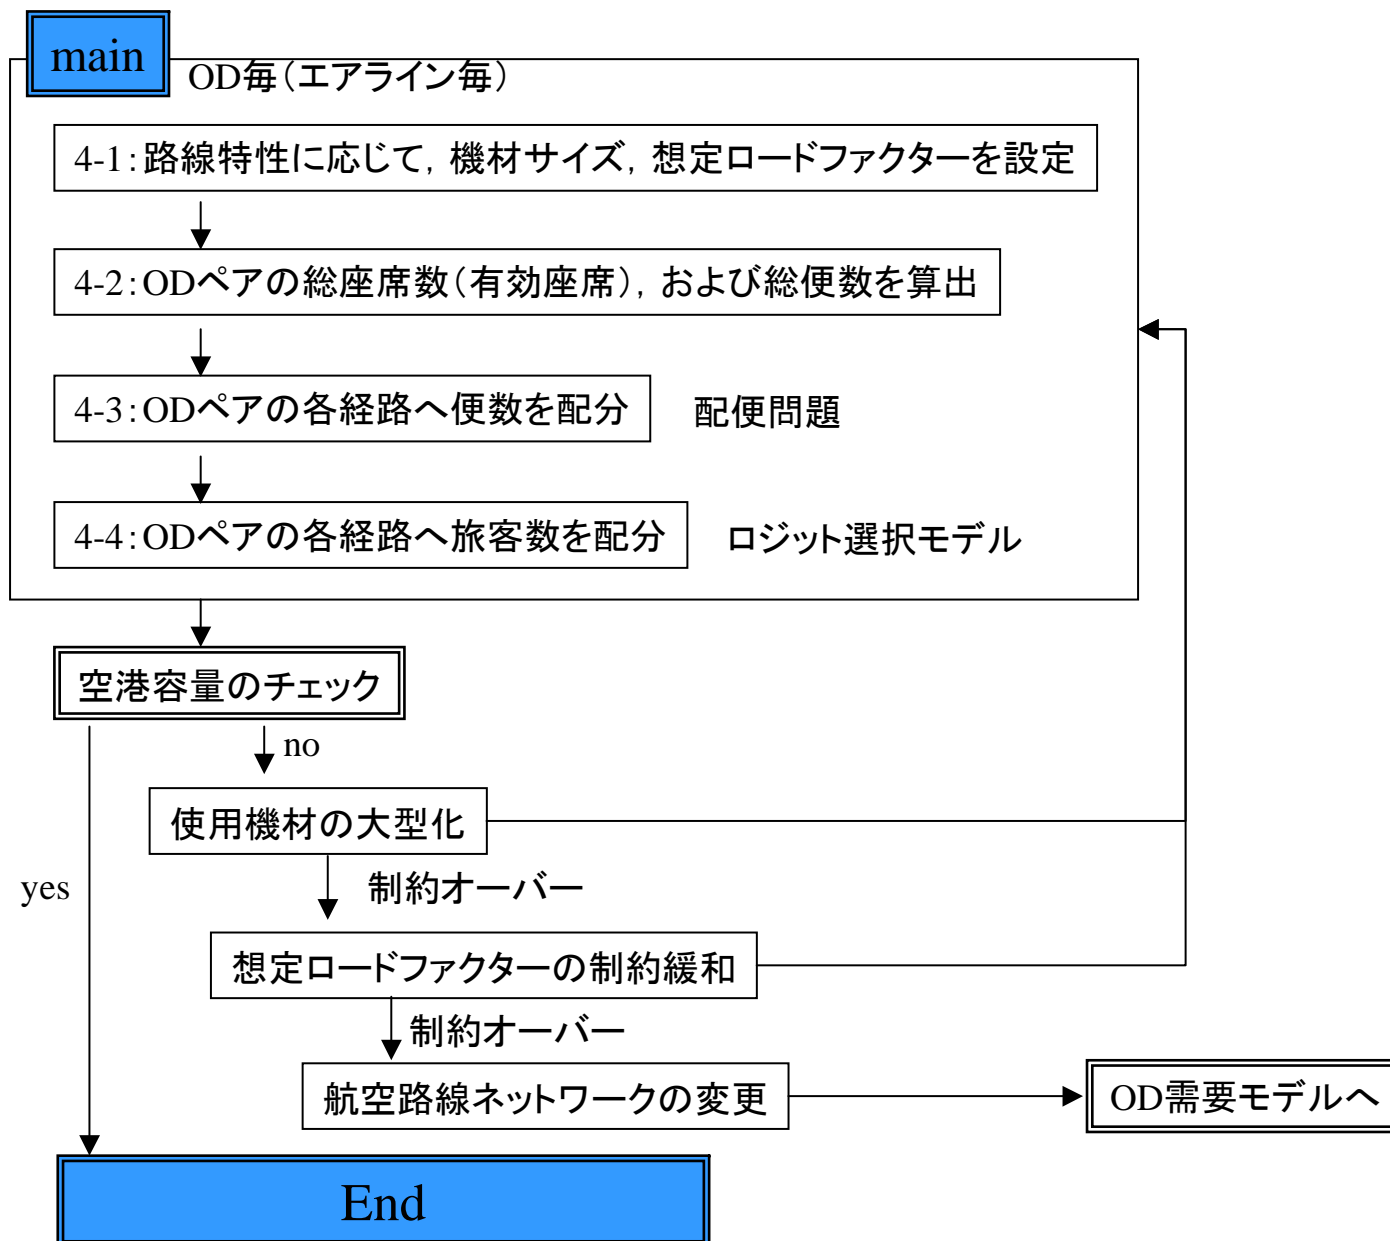 main
OD毎（エアライン毎）
4-1：路線特性に応じて，機材サイズ，想定ロードファクターを設定
4-2：ODペアの総座席数（有効座席），および総便数を算出
4-3：ODペアの各経路へ便数を配分
配便問題
4-4：ODペアの各経路へ旅客数を配分
ロジット選択モデル
空港容量のチェック
no
使用機材の大型化
yes
制約オーバー
想定ロードファクターの制約緩和
制約オーバー
航空路線ネットワークの変更
OD需要モデルへ
End